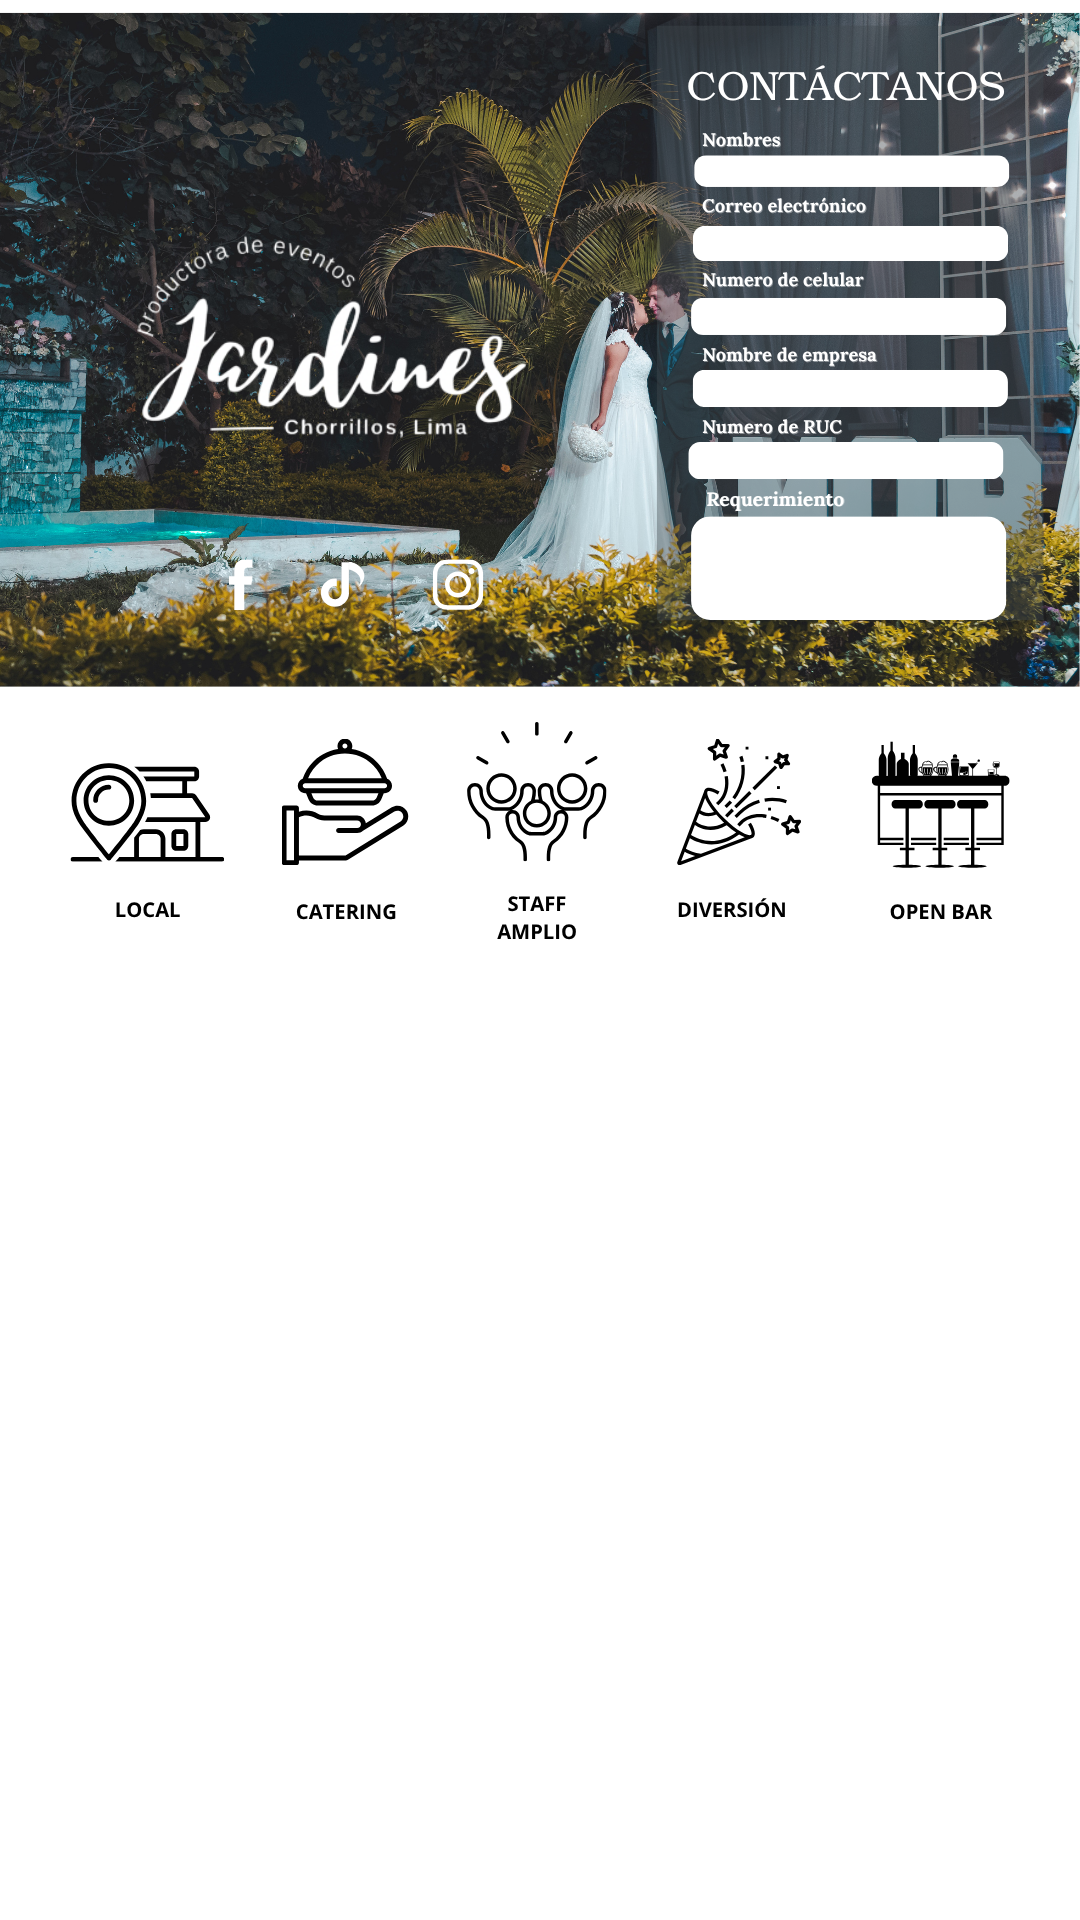 productora de eventos
Jardines
Chorrillos, Lima
CONTÁCTANOS
Nombres
Correo electrónico
Numero de celular
Nombre de empresa
Numero de RUC
Requerimiento
LOCAL
CATERING
STAFF
AMPLIO
DIVERSIÓN
OPEN BAR